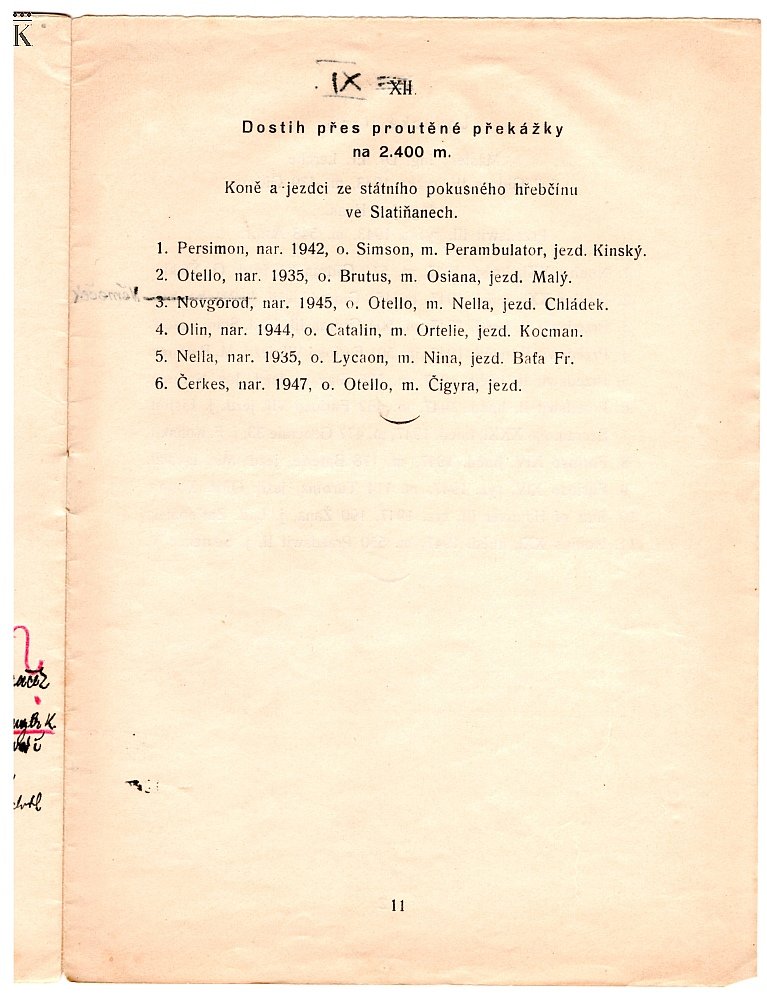 K
IX XII
Dostih přes proutěné překážky
na 2.400 m.
Koně a jezdci ze státního pokusného hřebčínu
ve Slatiňanech.
1. Persimon, nar. 1942, o. Simson, m. Perambulator, jezd. Kinský.
2. Otello, nar. 1935, o. Brutus, m. Osiana, jezd. Malý.
3. Novgorod, nar. 1945, o. Otello, m. Nella, jezd. Chládek.
4. Olin, nar. 1944, o. Catalin, m. Ortelie, jezd. Kocman.
5. Nella, nar. 1935, o. Lycaon, m. Nina, jezd. Baťa Fr.
6. Čerkes, nar. 1947, o. Otello, m. Čigyra, jezd.
11